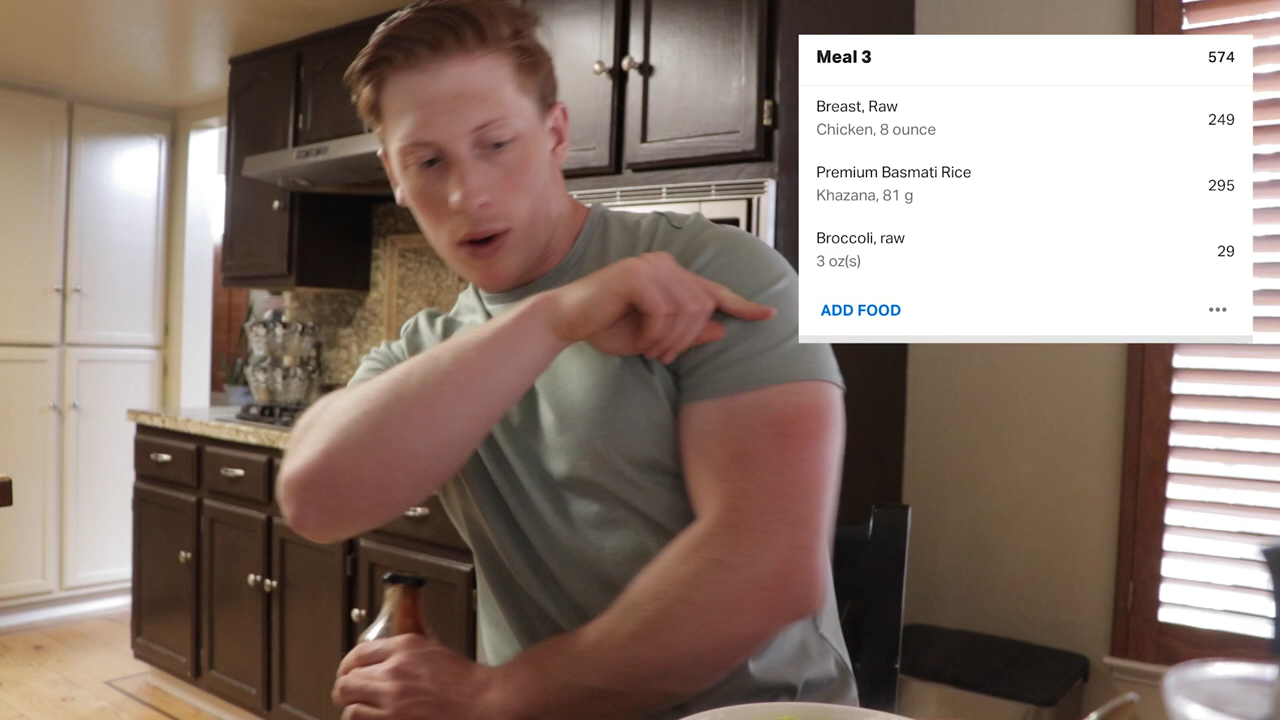 Meal 3 574
Breast, Raw
Chicken, 8 ounce 249
Premium Basmati Rice
Khazana, 81 g 295
Broccoli, raw
3 oz(s) 29
ADD FOOD